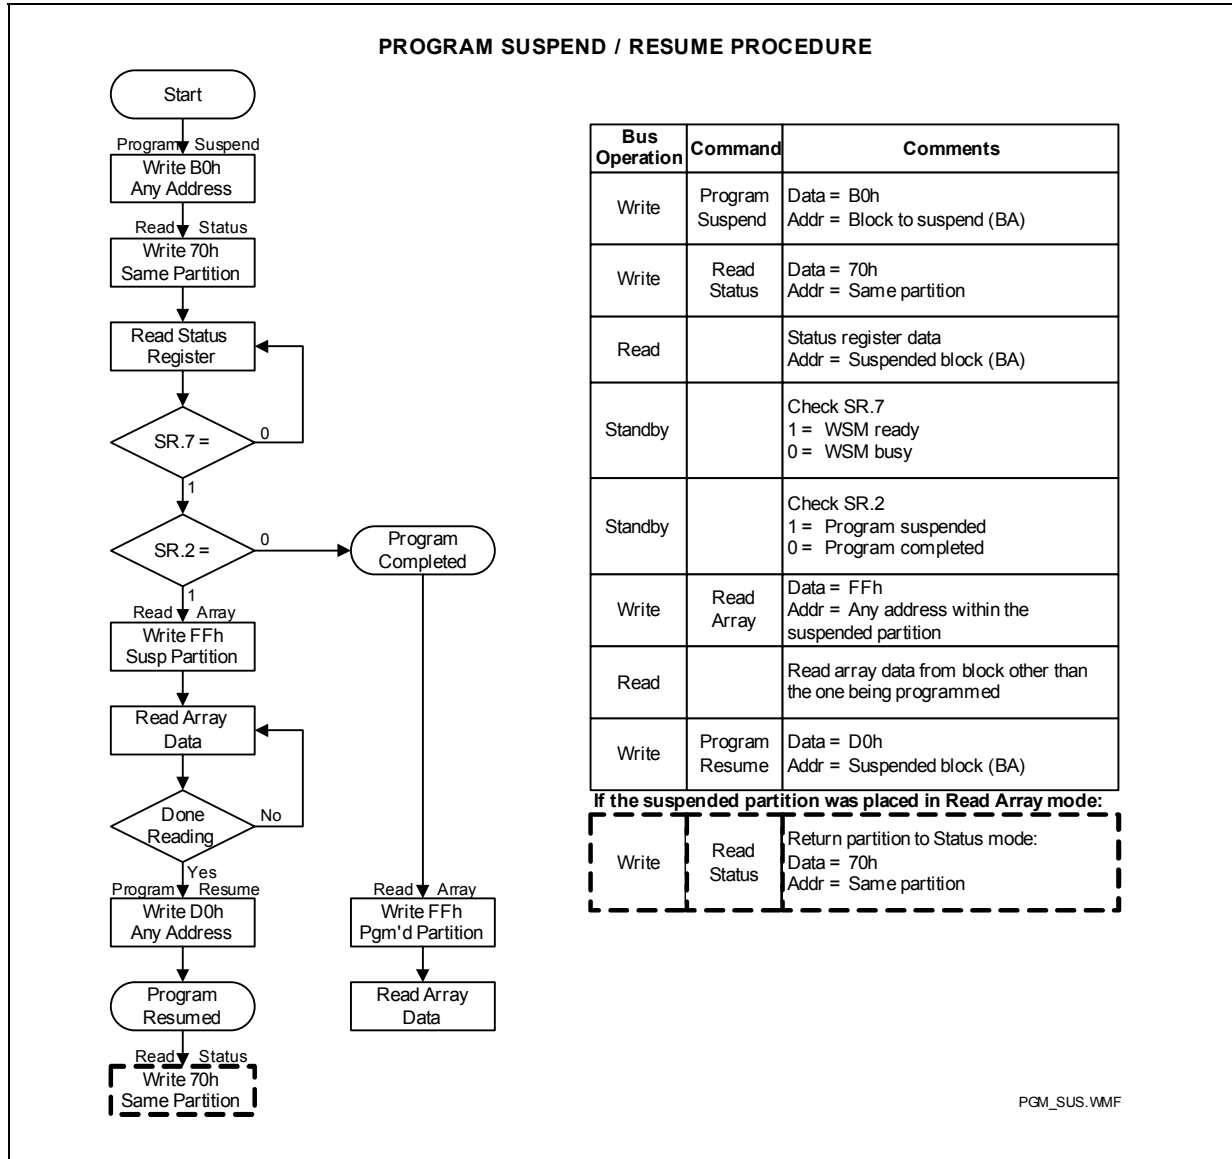 PROGRAM SUSPEND / RESUME PROCEDURE
Start
Program Suspend
Write B0h
Any Address
Read Status
Write 70h
Same Partition
Read Status
Register
SR.7 =
0
1
SR.2 =
0
1
Program
Completed
Read Array
Write FFh
Susp Partition
Read Array
Data
Done
Reading
No
Yes
Program Resume
Write D0h
Any Address
Program
Resumed
Read Status
Write 70h
Same Partition
Read Array
Write FFh
Pgm'd Partition
Read Array
Data
Bus
Operation
Command
Comments
Write
Program
Suspend
Data = B0h
Addr = Block to suspend (BA)
Write
Read
Status
Data = 70h
Addr = Same partition
Read
Status register data
Addr = Suspended block (BA)
Standby
Check SR.7
1 = WSM ready
0 = WSM busy
Standby
Check SR.2
1 = Program suspended
0 = Program completed
Write
Read
Array
Data = FFh
Addr = Any address within the
suspended partition
Read
Read array data from block other than
the one being programmed
Write
Program
Resume
Data = D0h
Addr = Suspended block (BA)
If the suspended partition was placed in Read Array mode:
Write
Read
Status
Return partition to Status mode:
Data = 70h
Addr = Same partition
PGM_SUS.WMF